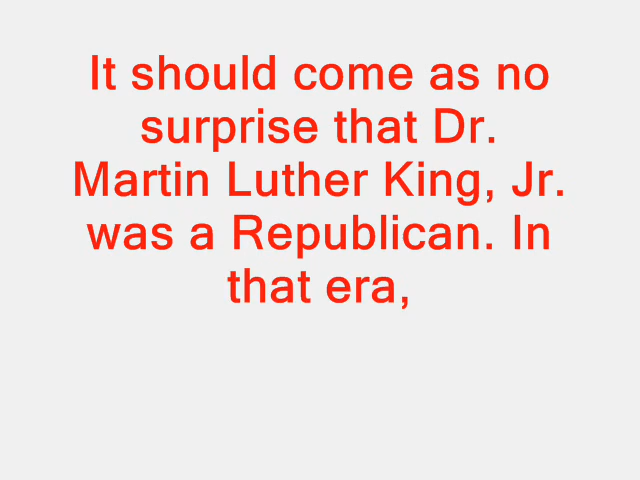 It should come as no
surprise that Dr.
Martin Luther King, Jr.
was a Republican. In
that era,